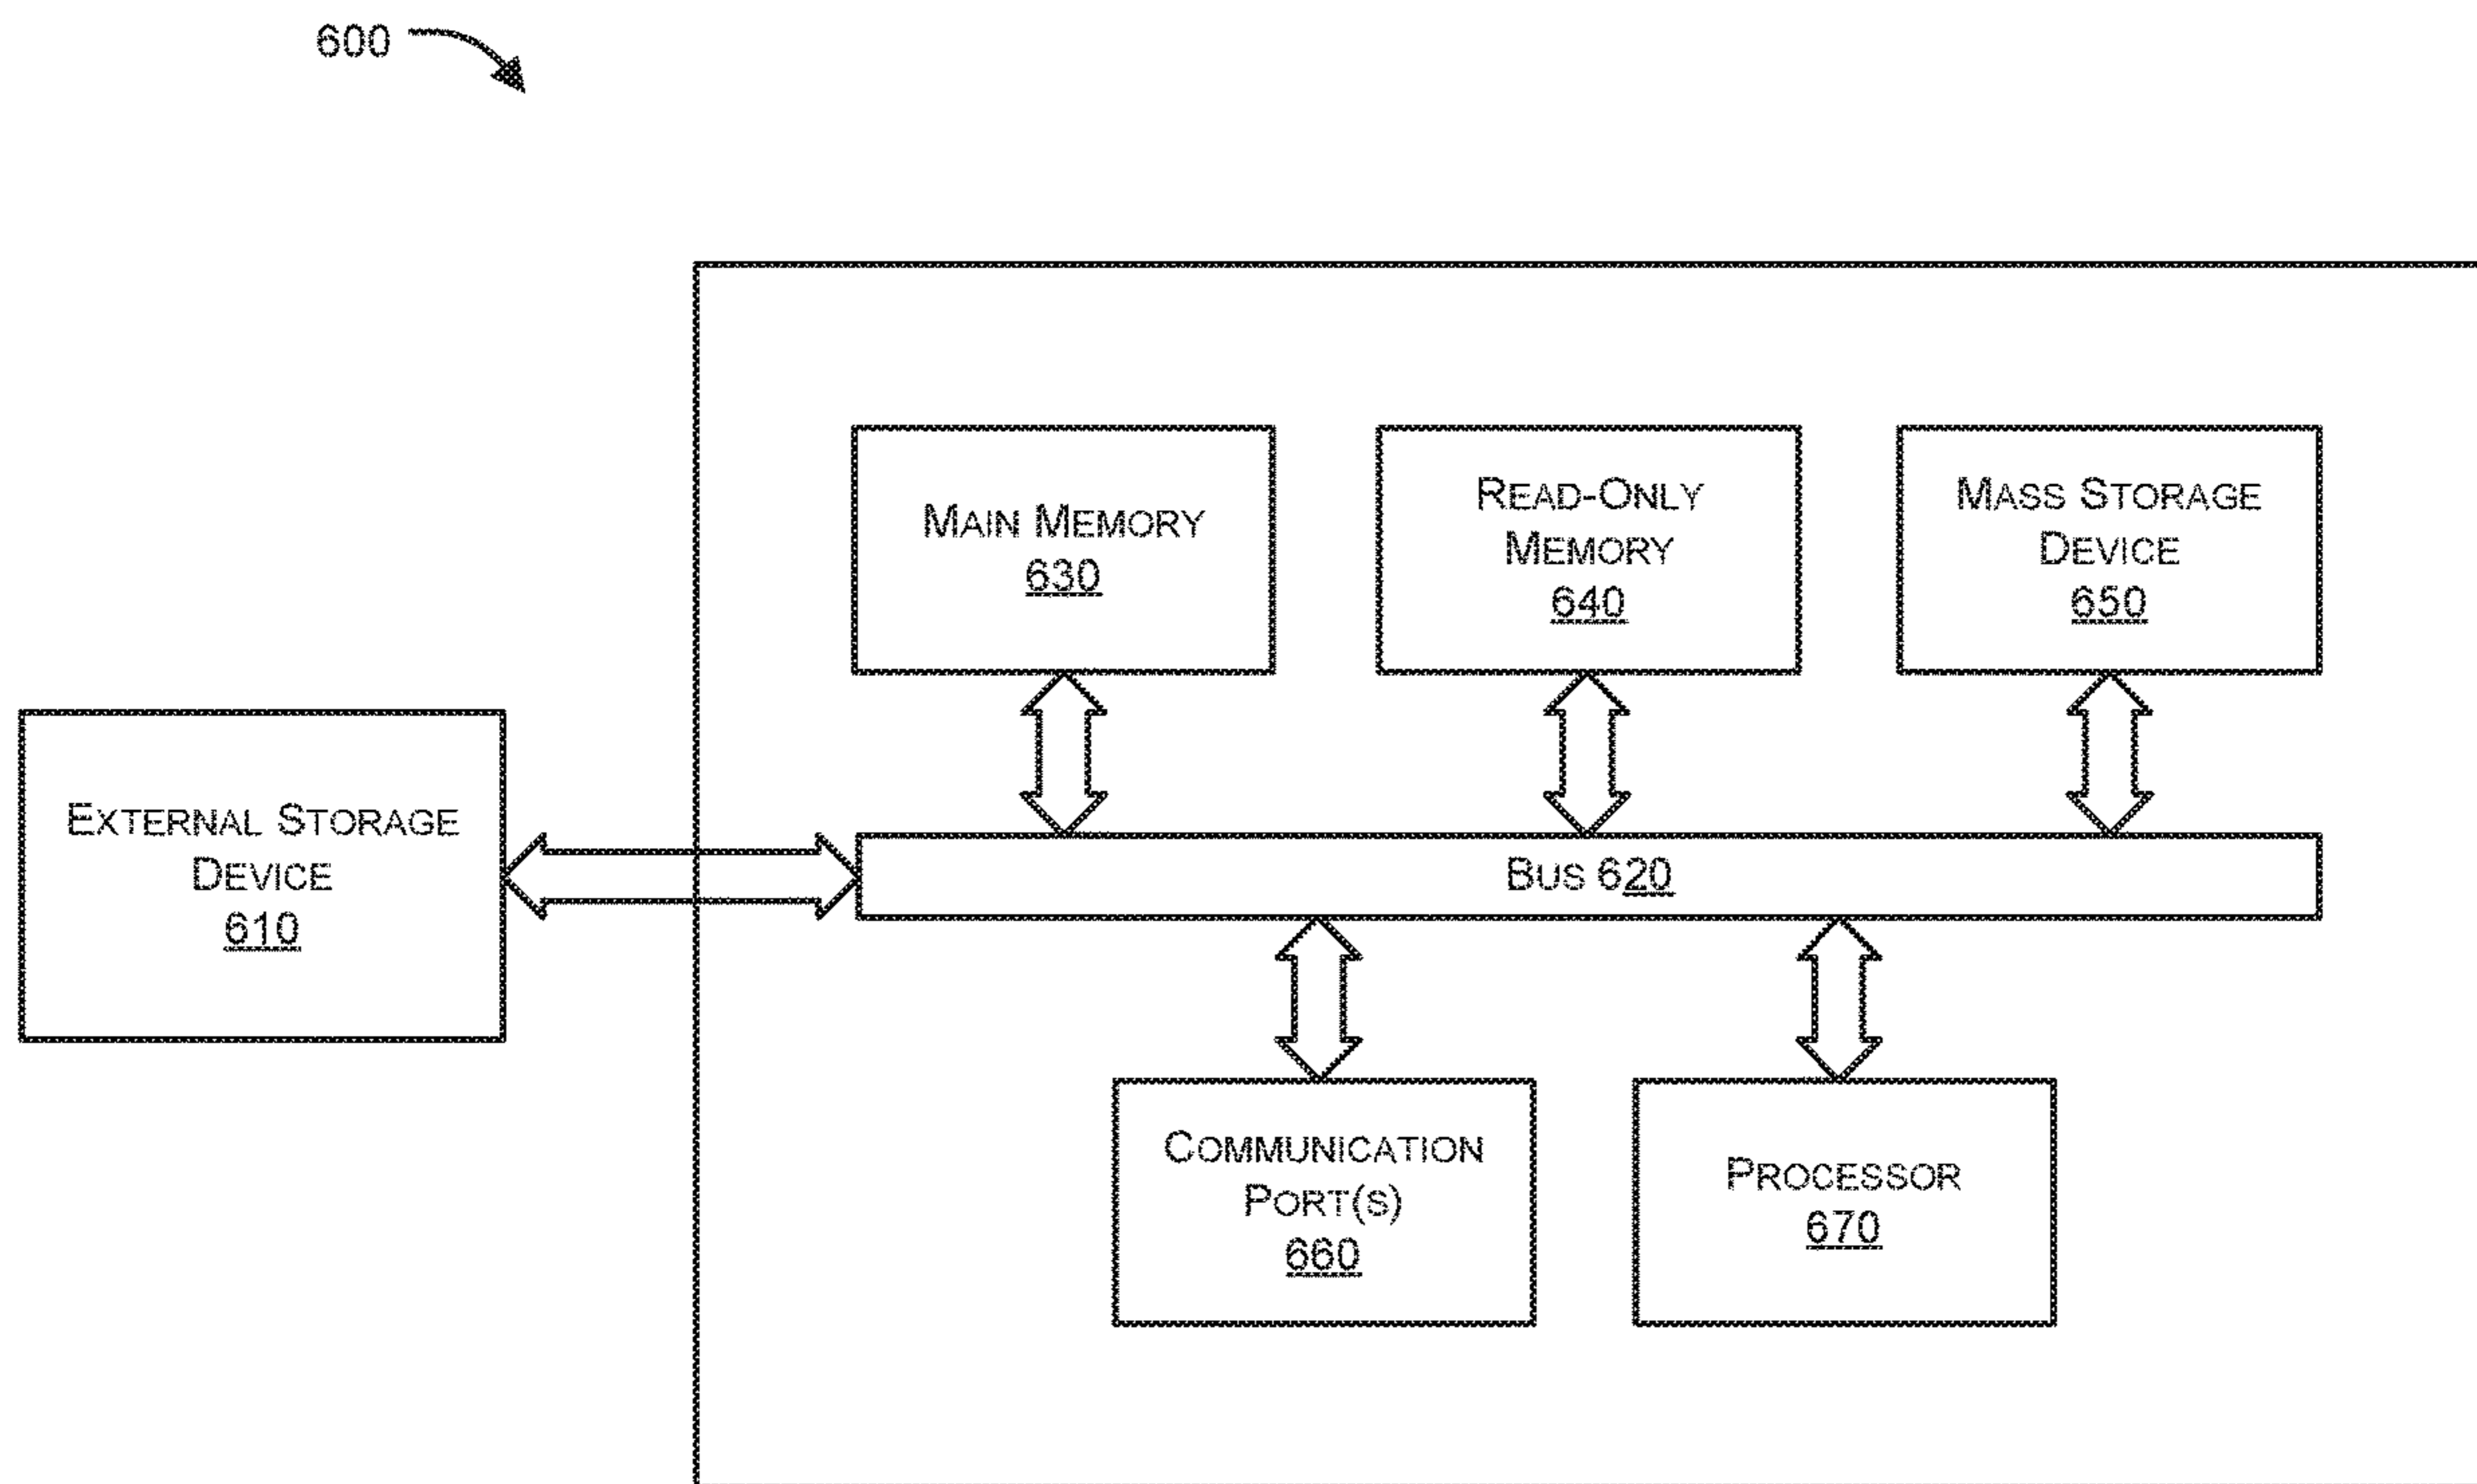 600
MAIN MEMORY
630
READ-ONLY
MEMORY
640
MASS STORAGE
DEVICE
650
EXTERNAL STORAGE
DEVICE
610
BUS 620
COMMUNICATION
PORT(S)
660
PROCESSOR
670